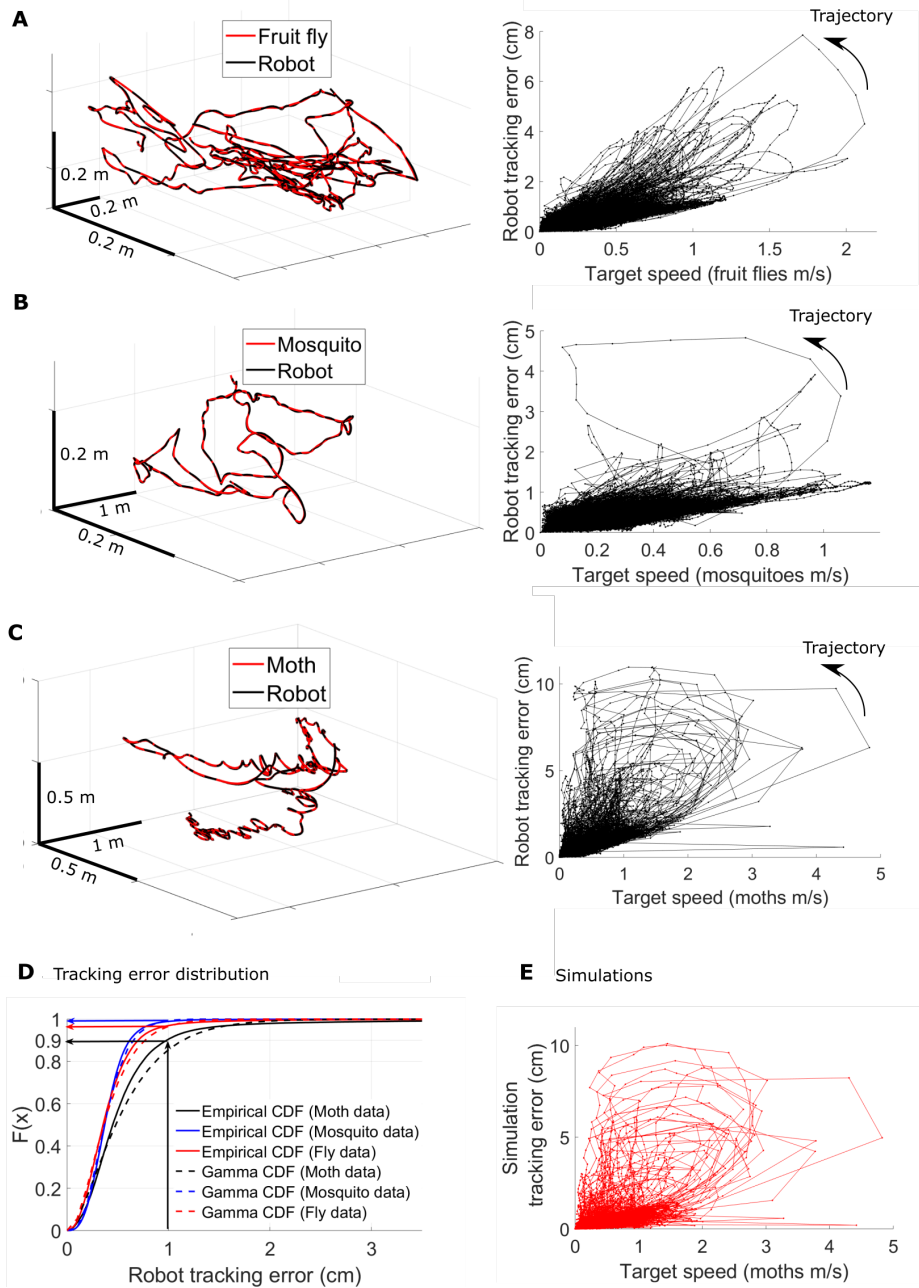 A
Fruit fly
Robot
0.2 m
0.2 m
0.2 m
Trajectory
Robot tracking error (cm)
8
6
4
2
0
0
0.5
1
1.5
2
Target speed (fruit flies m/s)
B
Mosquito
Robot
0.2 m
1 m
0.2 m
Trajectory
Robot tracking error (cm)
5
4
3
2
1
0
0
0.2
0.4
0.6
0.8
1
Target speed (mosquitoes m/s)
C
Moth
Robot
0.5 m
1 m
0.5 m
Trajectory
Robot tracking error (cm)
10
5
0
0
1
2
3
4
5
Target speed (moths m/s)
D Tracking error distribution
F(x)
1
0.9
0.8
0.6
0.4
0.2
0
0
1
2
3
Robot tracking error (cm)
Empirical CDF (Moth data)
Empirical CDF (Mosquito data)
Empirical CDF (Fly data)
Gamma CDF (Moth data)
Gamma CDF (Mosquito data)
Gamma CDF (Fly data)
E Simulations
Simulation
tracking error (cm)
10
5
0
0
1
2
3
4
5
Target speed (moths m/s)